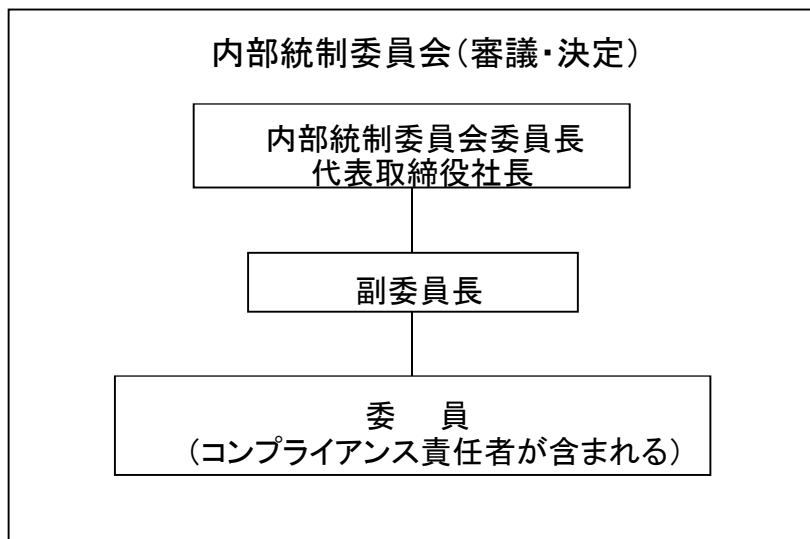 内部統制委員会（審議・決定）
内部統制委員会委員長
代表取締役社長
副委員長
委　員
（コンプライアンス責任者が含まれる）